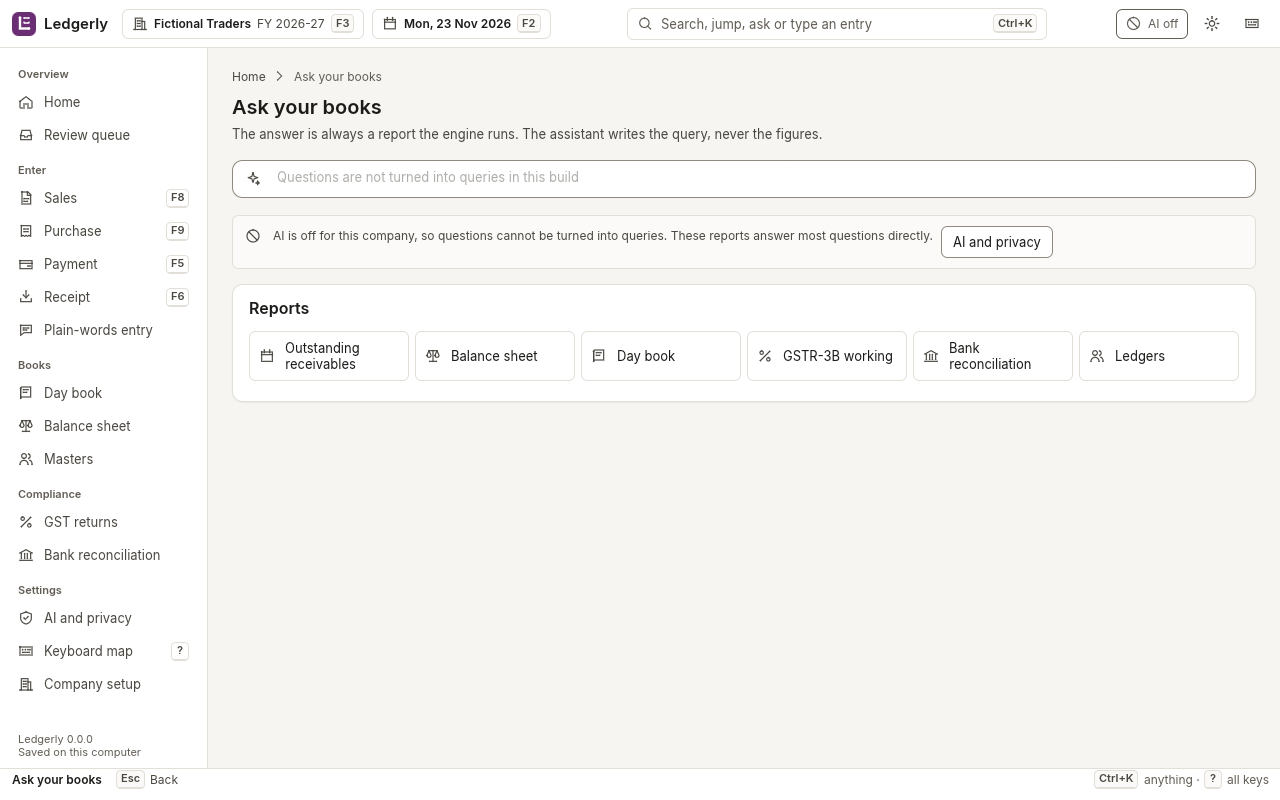 Ledgerly
Fictional Traders FY 2026-27 F3
Mon, 23 Nov 2026 F2
Search, jump, ask or type an entry Ctrl+K
AI off
Overview
Home
Review queue
Enter
Sales F8
Purchase F9
Payment F5
Receipt F6
Plain-words entry
Books
Day book
Balance sheet
Masters
Compliance
GST returns
Bank reconciliation
Settings
AI and privacy
Keyboard map ?
Company setup
Ledgerly 0.0.0
Saved on this computer
Home Ask your books
Ask your books
The answer is always a report the engine runs. The assistant writes the query, never the figures.
Questions are not turned into queries in this build
AI is off for this company, so questions cannot be turned into queries. These reports answer most questions directly. AI and privacy
Reports
Outstanding
receivables
Balance sheet
Day book
GSTR-3B working
Bank
reconciliation
Ledgers
Ask your books Esc Back
Ctrl+K anything · ? all keys